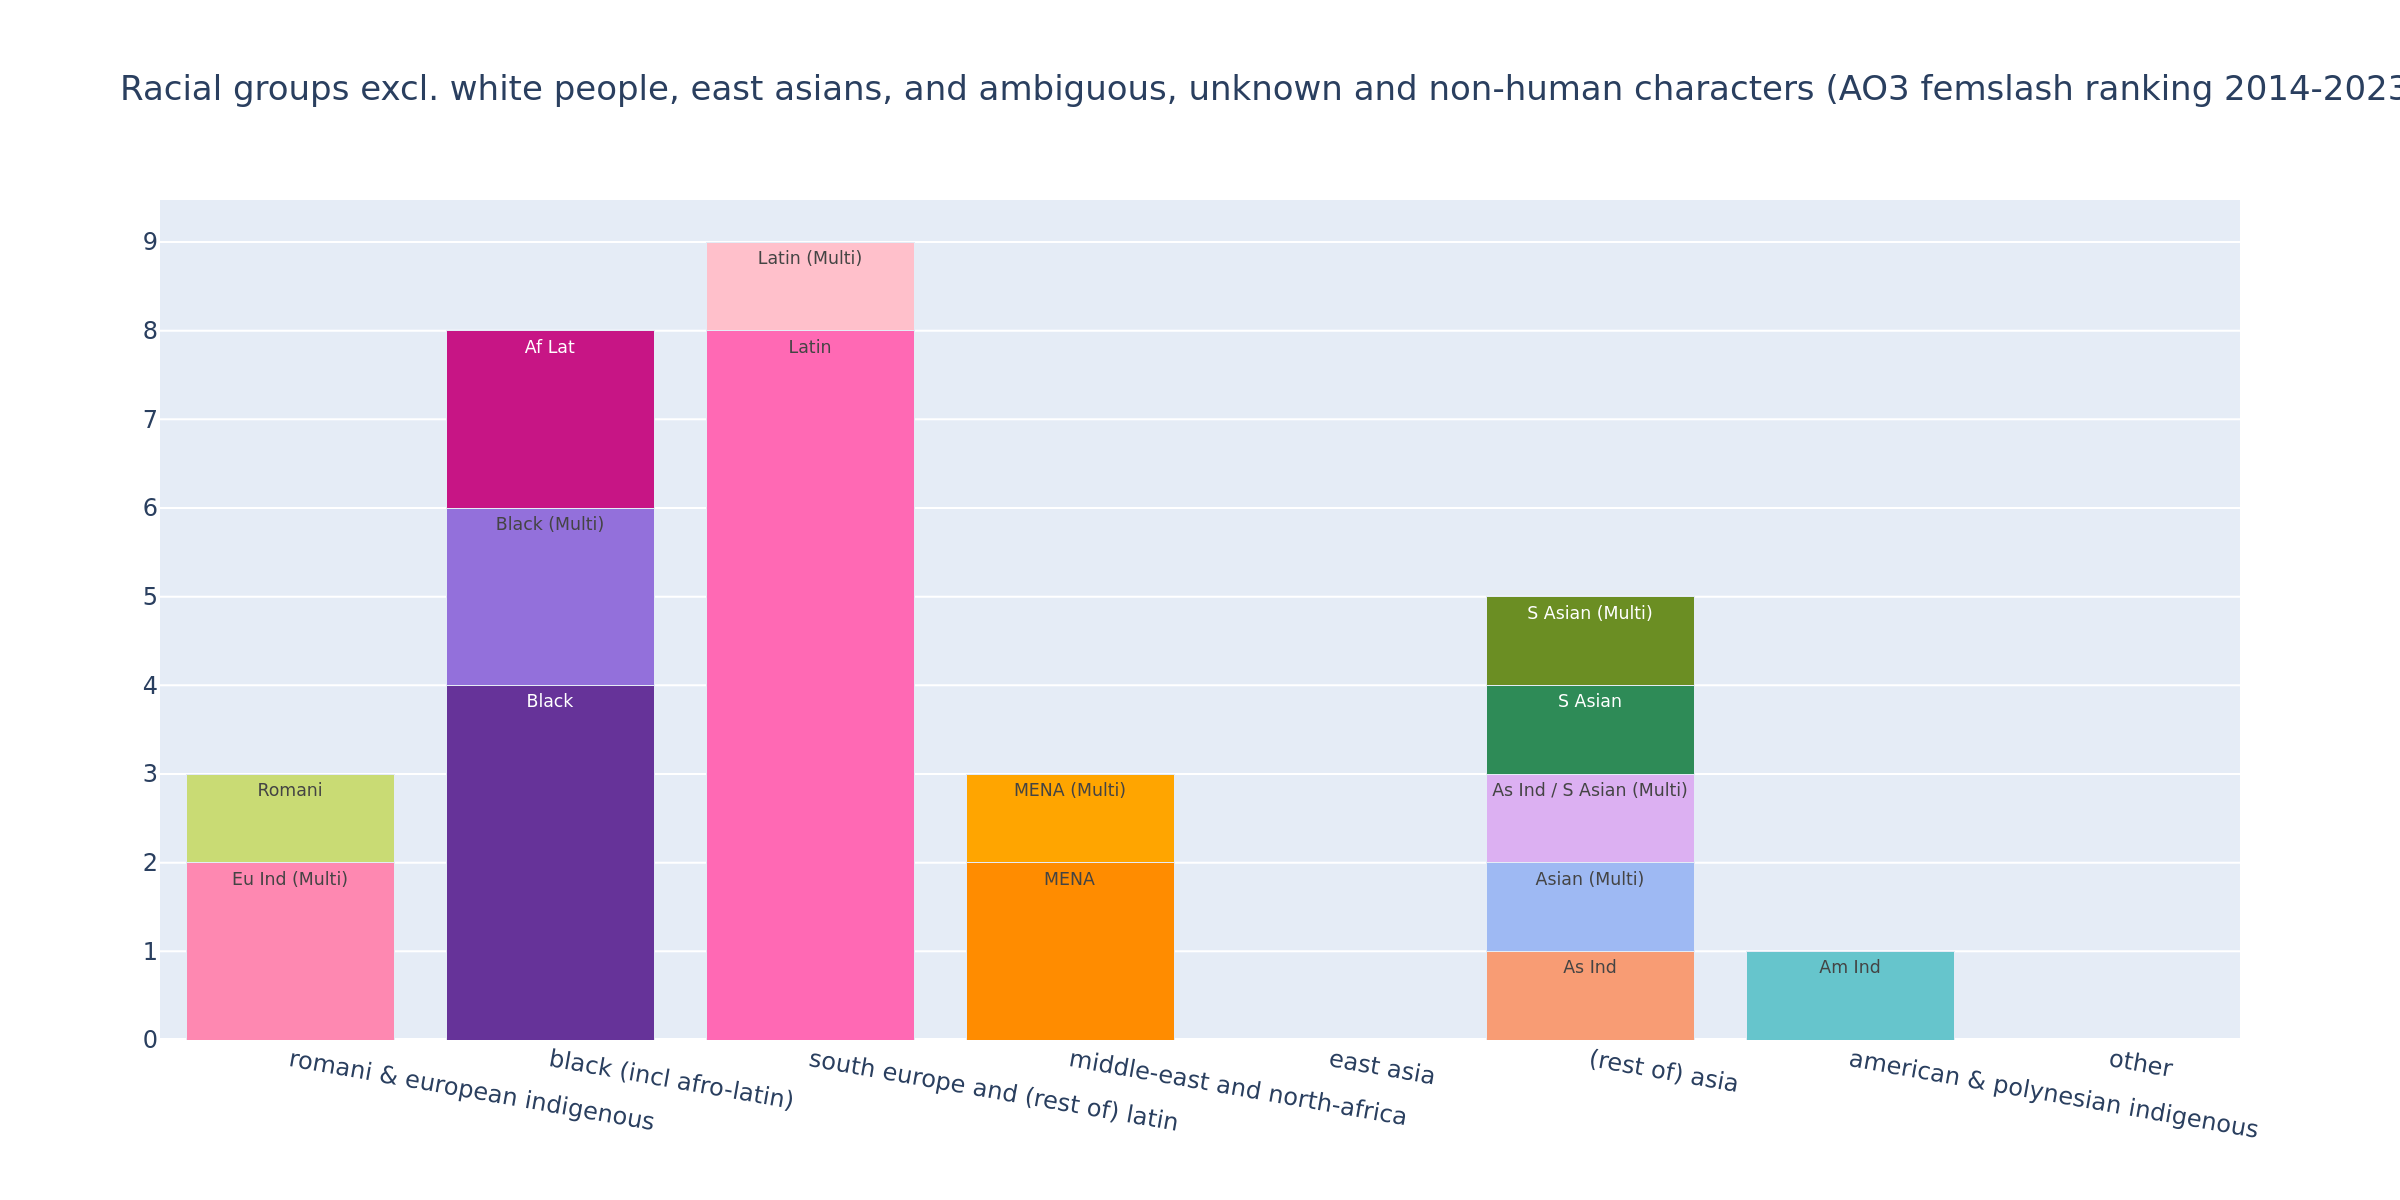 Racial groups excl. white people, east asians, and ambiguous, unknown and non-human characters (AO3 femslash ranking 2014-2023
9
8
7
6
5
4
3
2
1
0
Latin (Multi)
Af Lat
Latin
Black (Multi)
S Asian (Multi)
Black
S Asian
Romani
MENA (Multi)
As Ind / S Asian (Multi)
Eu Ind (Multi)
MENA
Asian (Multi)
As Ind
Am Ind
romani & european indigenous
black (incl afro-latin)
south europe and (rest of) latin
middle-east and north-africa
east asia
(rest of) asia
american & polynesian indigenous
other